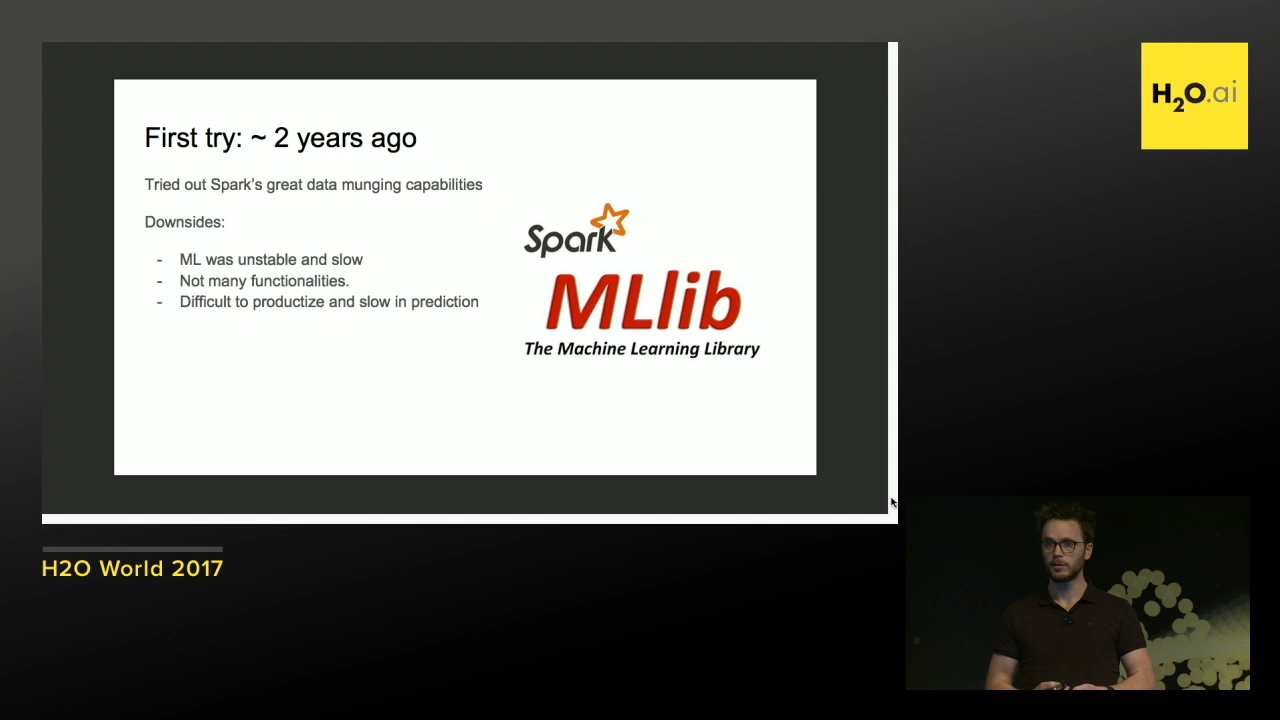 First try: ~ 2 years ago
Tried out Spark's great data munging capabilities
Downsides:
- ML was unstable and slow
- Not many functionalities.
- Difficult to productize and slow in prediction
Spark
MLlib
The Machine Learning Library
H2O.ai
H2O World 2017